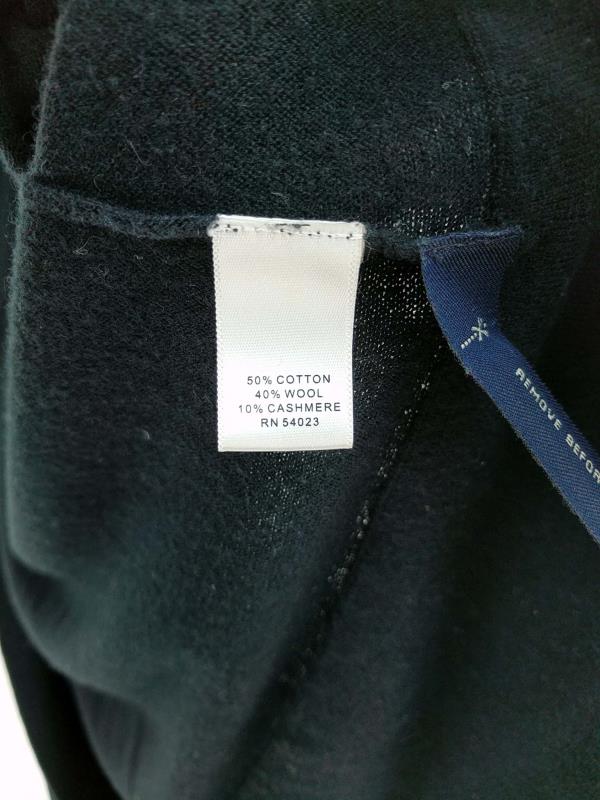 50% COTTON
40% WOOL
10% CASHMERE
RN 54023
REMOVE BEFOR